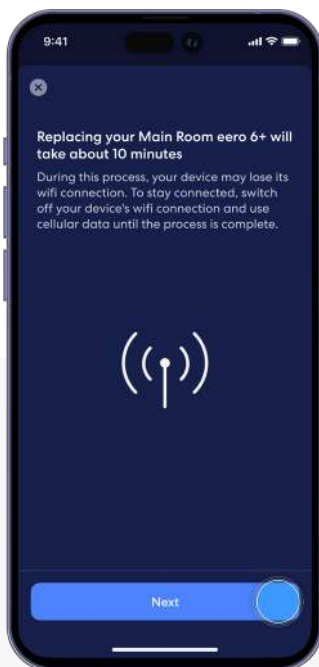 9:41
Replacing your Main Room eero 6+ will
take about 10 minutes
During this process, your device may lose its
wifi connection. To stay connected, switch
off your device's wifi connection and use
cellular data until the process is complete.
Next